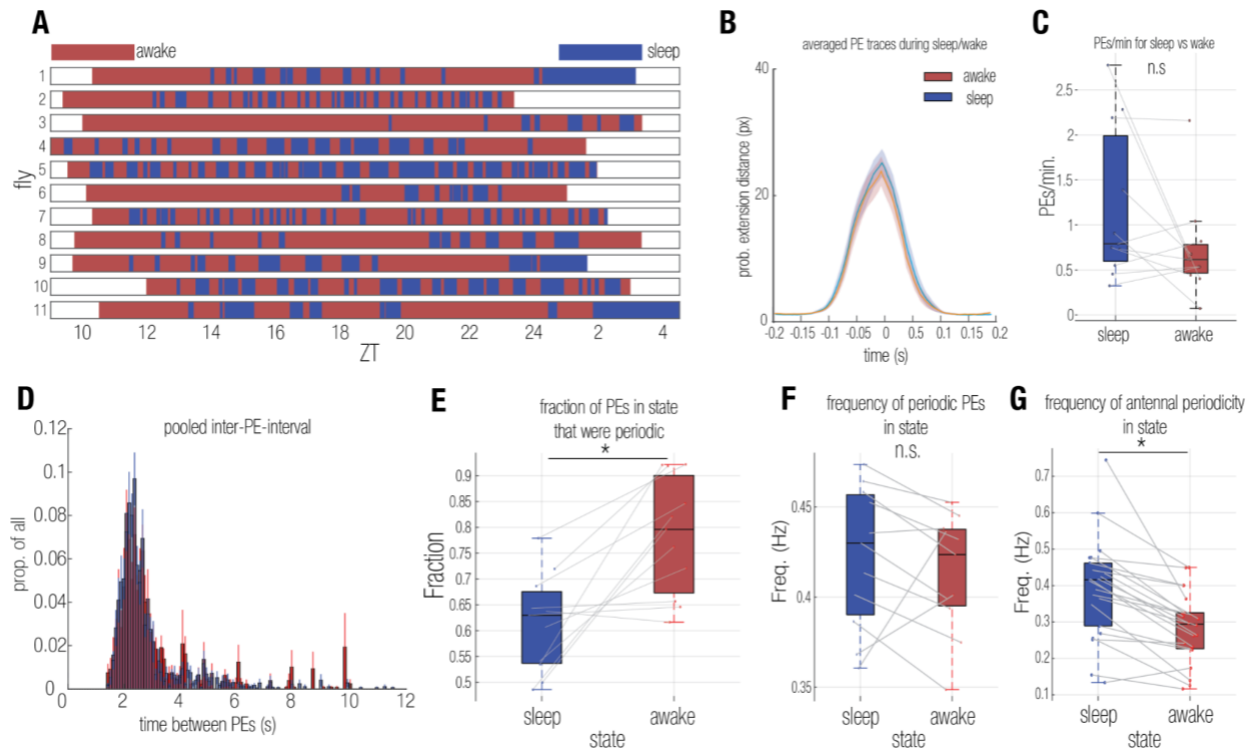 A
awake
sleep
fly
1
2
3
4
5
6
7
8
9
10
11
10 12 14 16 18 20 22 24 2 4
ZT
B
averaged PE traces during sleep/wake
awake
sleep
prob. extension distance (px)
40
20
0
-0.2 -0.15 -0.1 -0.05 0 0.05 0.1 0.15 0.2
time (s)
C
PEs/min for sleep vs wake
n.s
PEs/min.
2.5
2
1.5
1
0.5
0
sleep awake
D
pooled inter-PE-interval
prop. of all
0.12
0.1
0.08
0.06
0.04
0.02
0
0 2 4 6 8 10 12
time between PEs (s)
E
fraction of PEs in state
that were periodic
*
Fraction
0.9
0.85
0.8
0.75
0.7
0.65
0.6
0.55
0.5
sleep awake
state
F
frequency of periodic PEs
in state
n.s.
Freq. (Hz)
0.45
0.4
0.35
sleep awake
state
G
frequency of antennal periodicity
in state
*
Freq. (Hz)
0.7
0.6
0.5
0.4
0.3
0.2
0.1
sleep awake
state